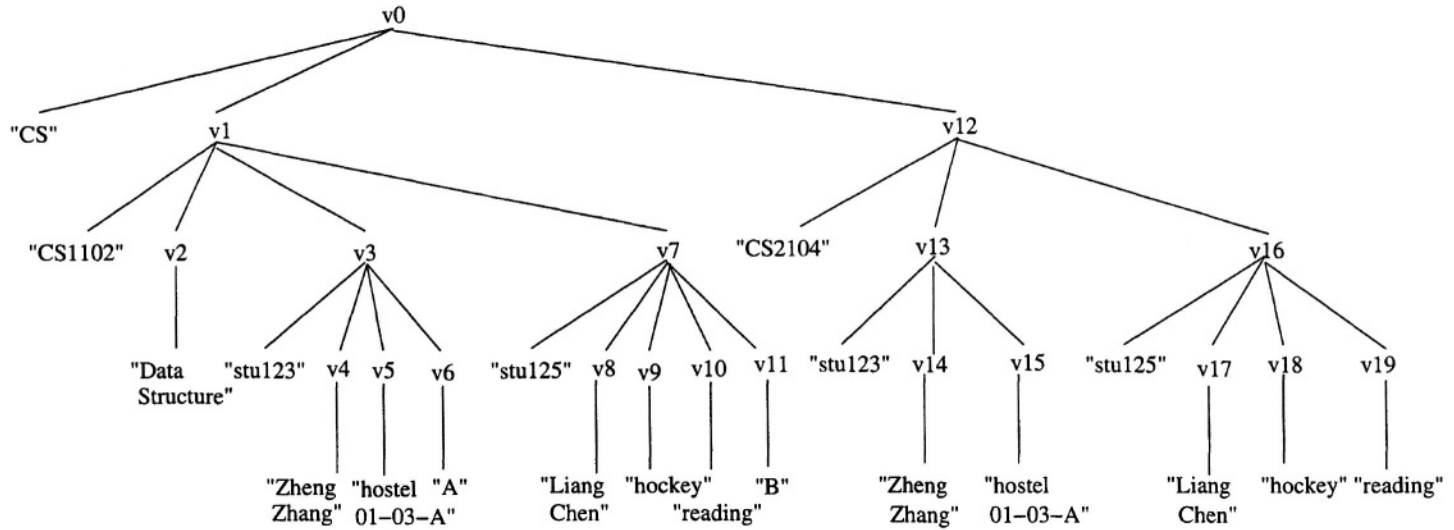 v0
"CS" v1 v12
"CS1102" v2 v3 v7 "CS2104" v13 v16
"Data "stu123" v4 v5 v6 "stu125" v8 v9 v10 v11 "stu123" v14 v15 "stu125" v17 v18 v19
Structure"
"Zheng "hostel "A" "Liang "hockey" "B" "Zheng "hostel "Liang "hockey" "reading"
Zhang" 01−03−A" Chen" "reading" Zhang" 01−03−A" Chen"